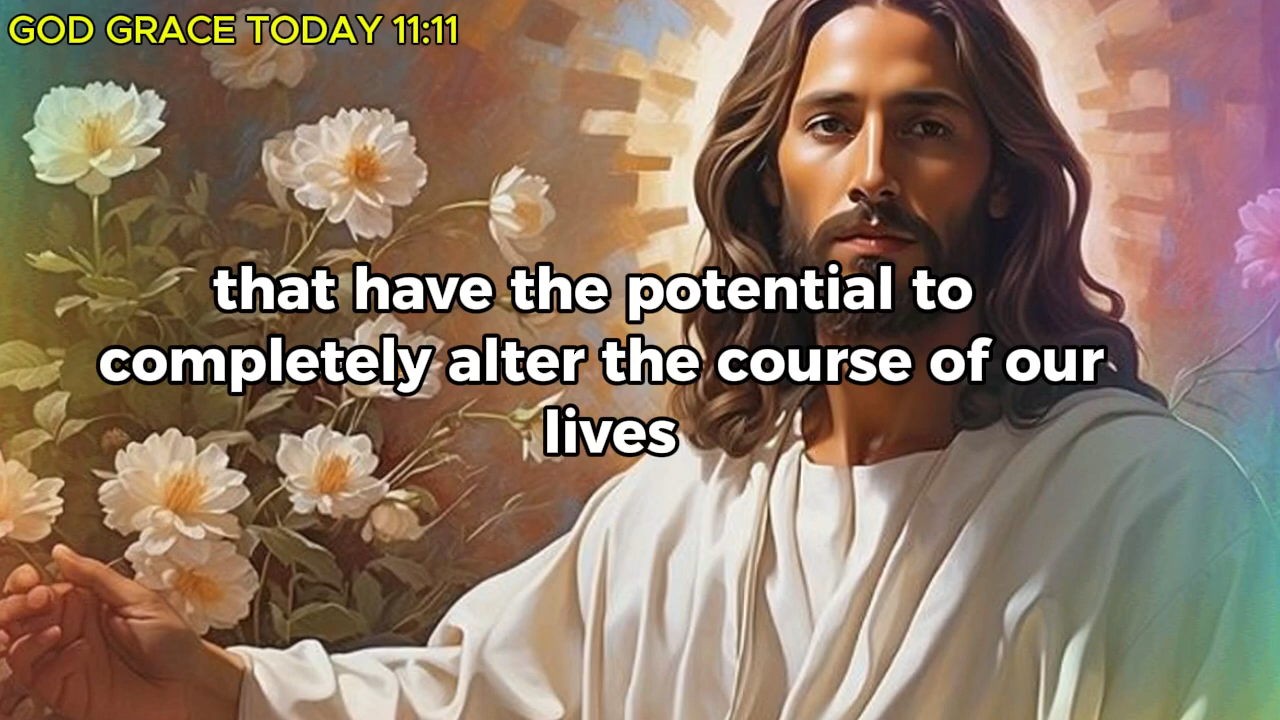 GOD GRACE TODAY 11:11
that have the potential to
completely alter the course of our
lives